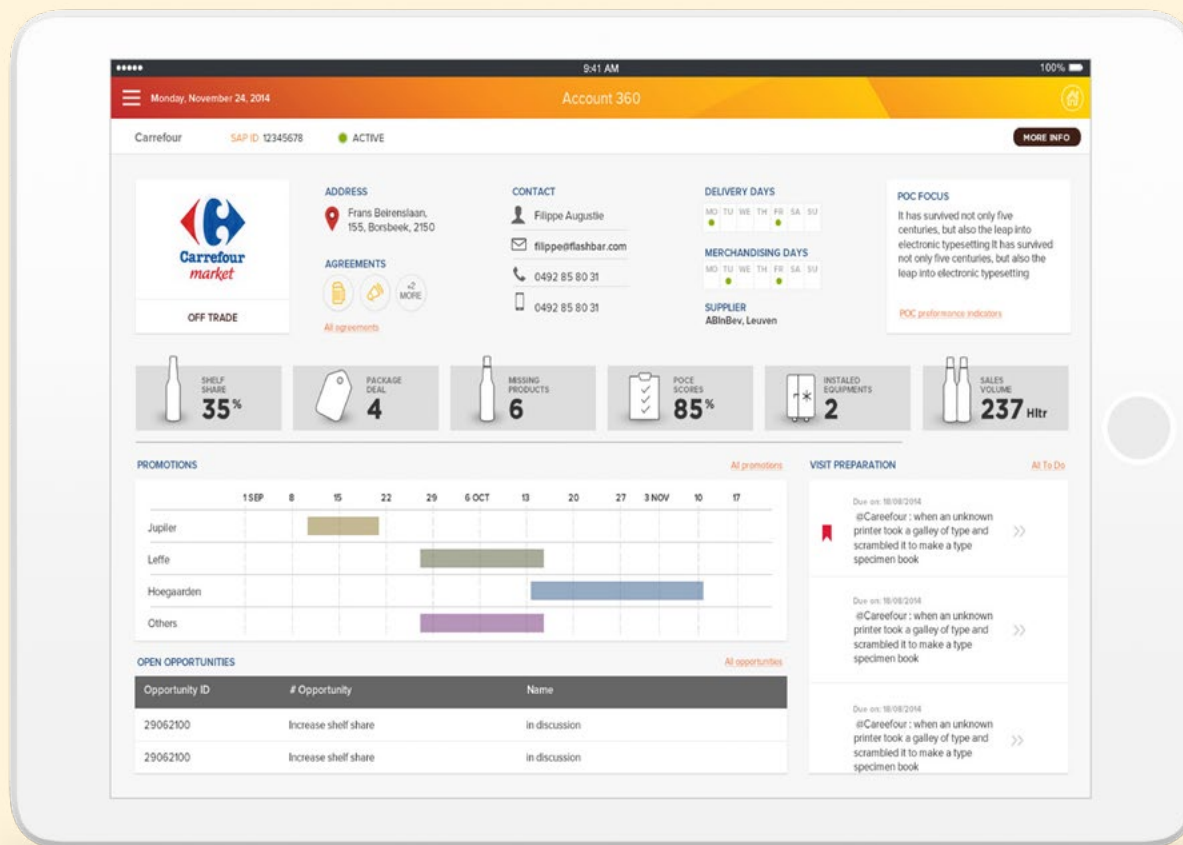 9:41 AM
100%
Monday, November 24, 2014
Account 360
Carrefour
SAP ID 12345678
ACTIVE
MORE INFO
Carrefour
market
OFF TRADE
ADDRESS
Frans Beirenslaan,
155, Borsbeek, 2150
AGREEMENTS
+2
MORE
All agreements
CONTACT
Filippe Augustie
filippe@flashbar.com
0492 85 80 31
0492 85 80 31
DELIVERY DAYS
MO TU WE TH FR SA SU
MERCHANDISING DAYS
MO TU WE TH FR SA SU
SUPPLIER
ABInBev, Leuven
POC FOCUS
It has survived not only five
centuries, but also the leap into
electronic typesetting It has survived
not only five centuries, but also the
leap into electronic typesetting
POC preformance indicators
SHELF
SHARE
35%
PACKAGE
DEAL
4
MISSING
PRODUCTS
6
POCE
SCORES
85%
INSTALED
EQUIPMENTS
2
SALES
VOLUME
237 Hltr
PROMOTIONS
All promotions
1 SEP 8 15 22 29 6 OCT 13 20 27 3 NOV 10 17
Jupiler
Leffe
Hoegaarden
Others
OPEN OPPORTUNITIES
All opportunities
Opportunity ID # Opportunity Name
29062100 Increase shelf share in discussion
29062100 Increase shelf share in discussion
VISIT PREPARATION
All To Do
Due on: 18/08/2014
@Careefour : when an unknown
printer took a galley of type and
scrambled it to make a type
specimen book
Due on: 18/08/2014
@Careefour : when an unknown
printer took a galley of type and
scrambled it to make a type
specimen book
Due on: 18/08/2014
@Careefour : when an unknown
printer took a galley of type and
scrambled it to make a type
specimen book